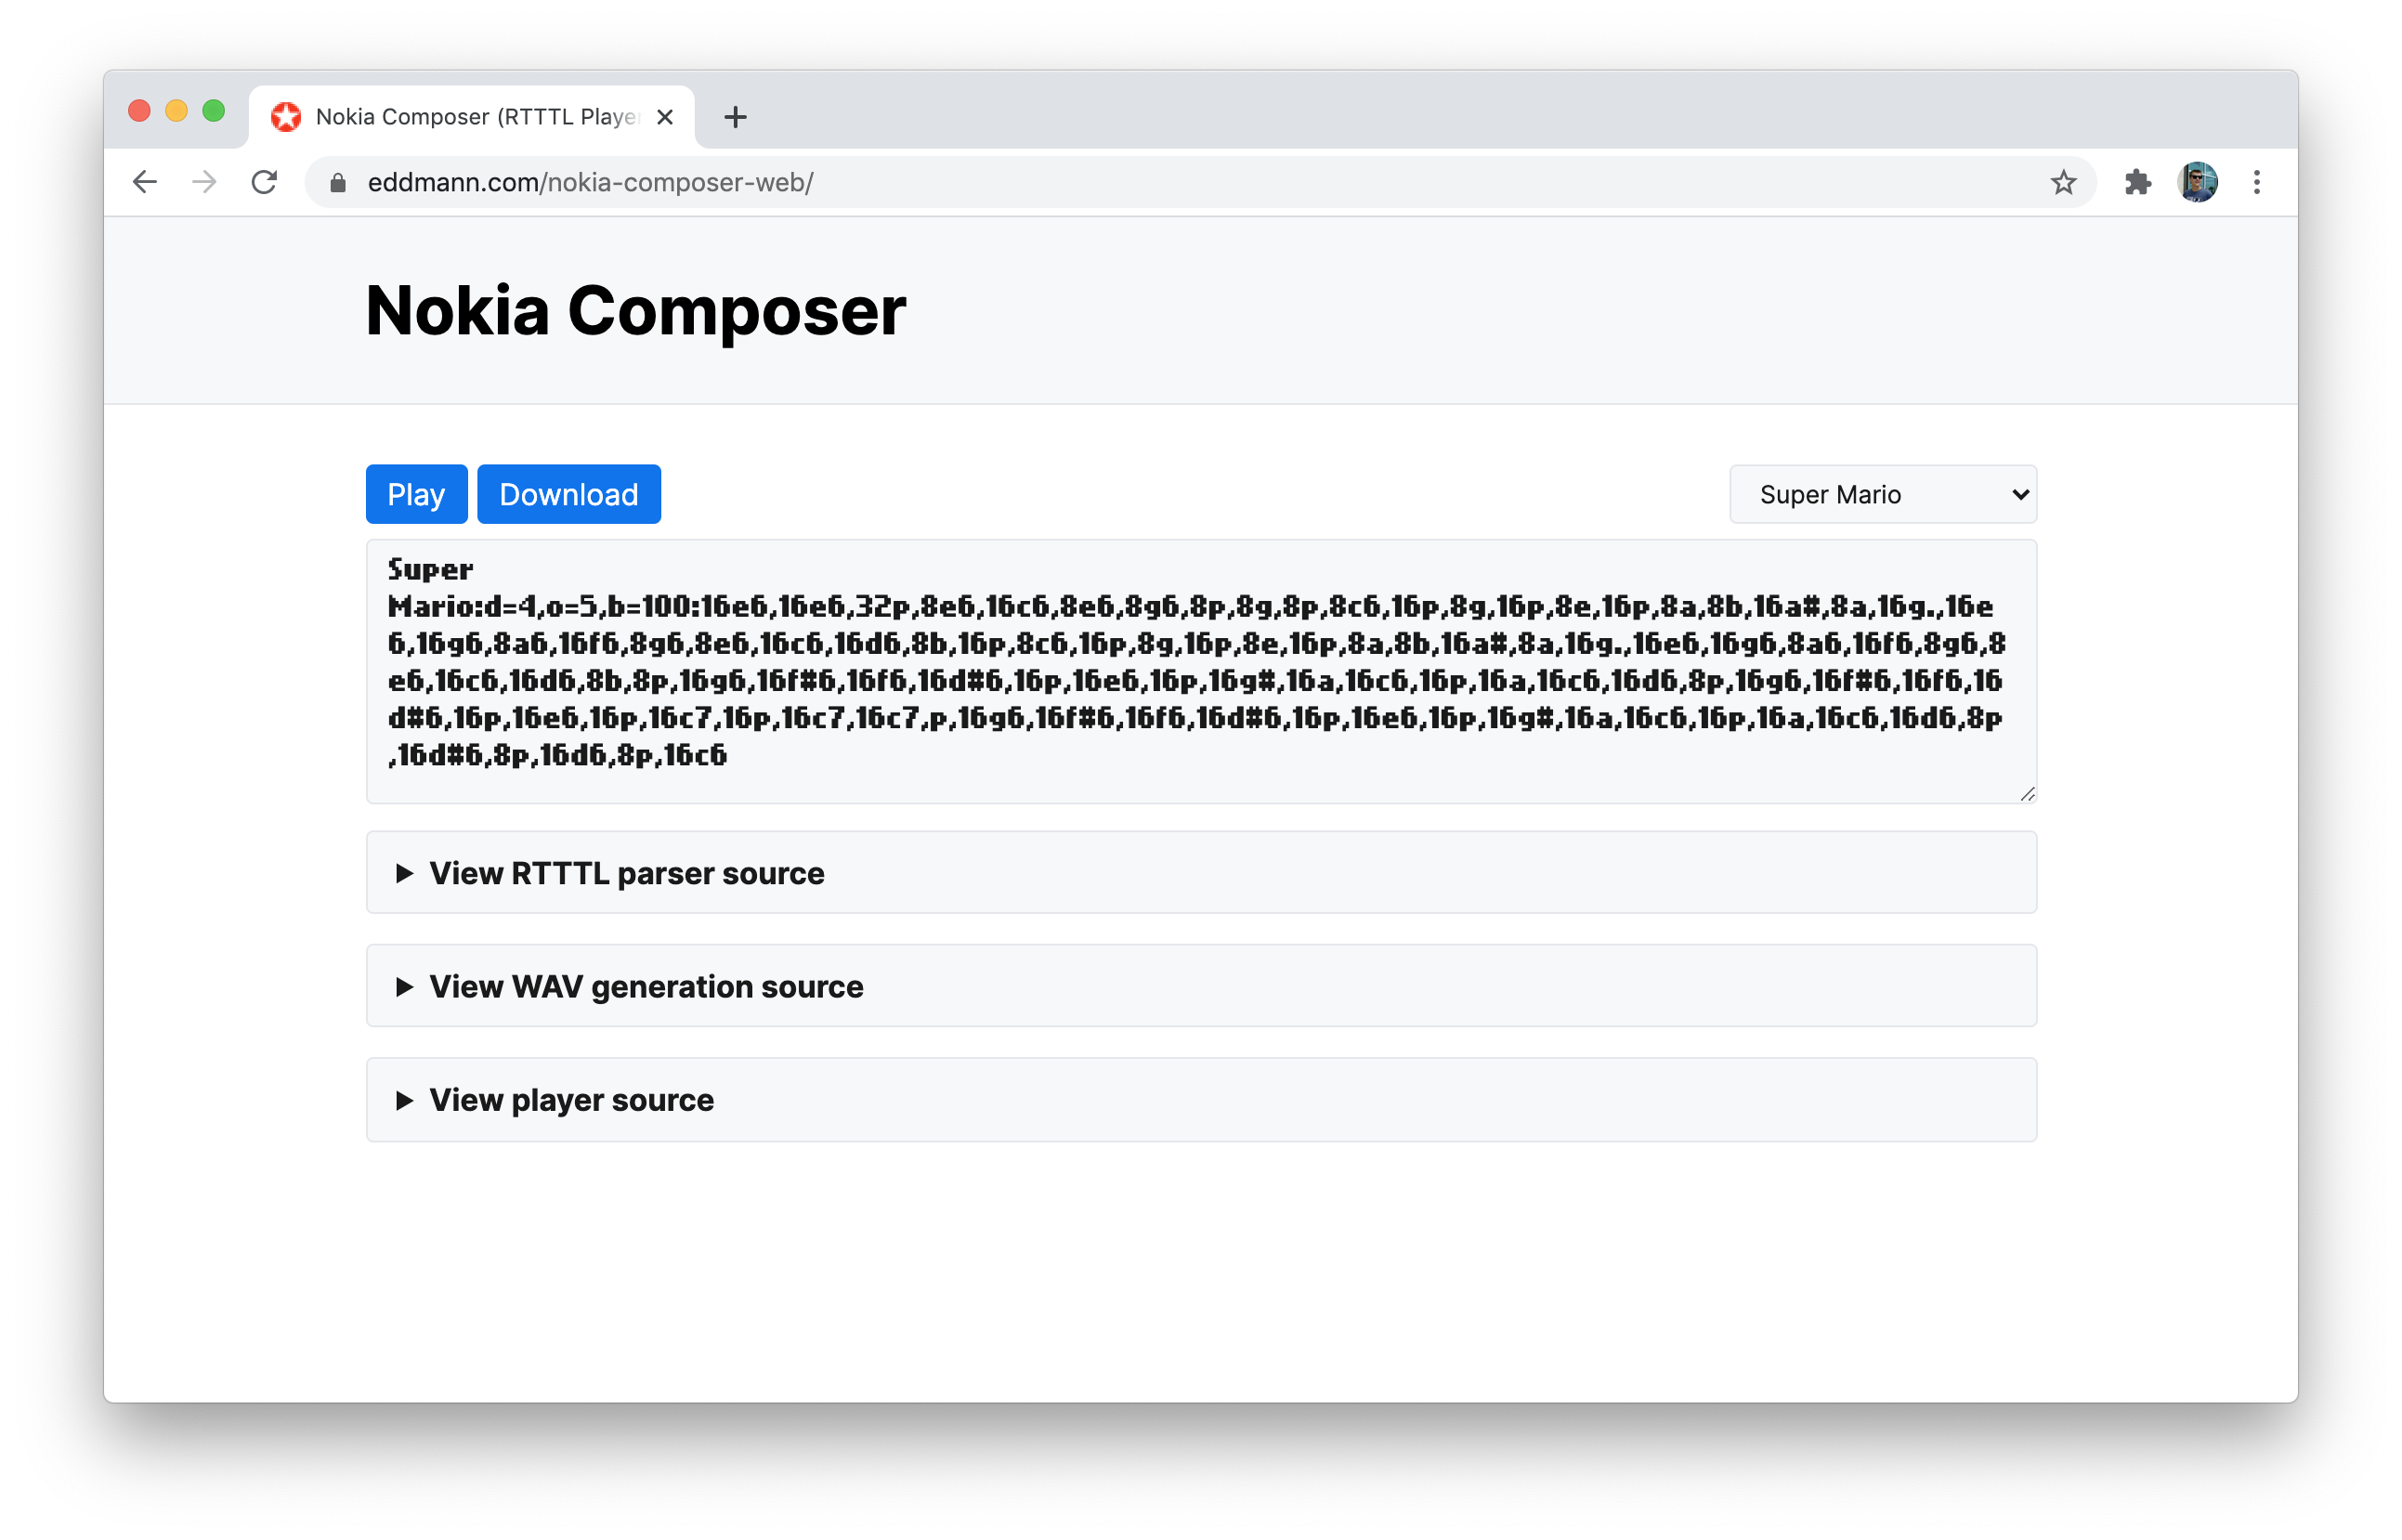 Nokia Composer (RTTTL Player
eddmann.com/nokia-composer-web/
Nokia Composer
Play
Download
Super Mario
Super
Mario:d=4,o=5,b=100:16e6,16e6,32p,8e6,16c6,8e6,8g6,8p,8g,8p,8c6,16p,8g,16p,8e,16p,8a,8b,16a#,8a,16g.,16e
6,16g6,8a6,16f6,8g6,8e6,16c6,16d6,8b,16p,8c6,16p,8g,16p,8e,16p,8a,8b,16a#,8a,16g.,16e6,16g6,8a6,16f6,8g6,8
e6,16c6,16d6,8b,8p,16g6,16f#6,16f6,16d#6,16p,16e6,16p,16g#,16a,16c6,16p,16a,16c6,16d6,8p,16g6,16f#6,16f6,16
d#6,16p,16e6,16p,16c7,16p,16c7,16c7,p,16g6,16f#6,16f6,16d#6,16p,16e6,16p,16g#,16a,16c6,16p,16a,16c6,16d6,8p
,16d#6,8p,16d6,8p,16c6
View RTTTL parser source
View WAV generation source
View player source